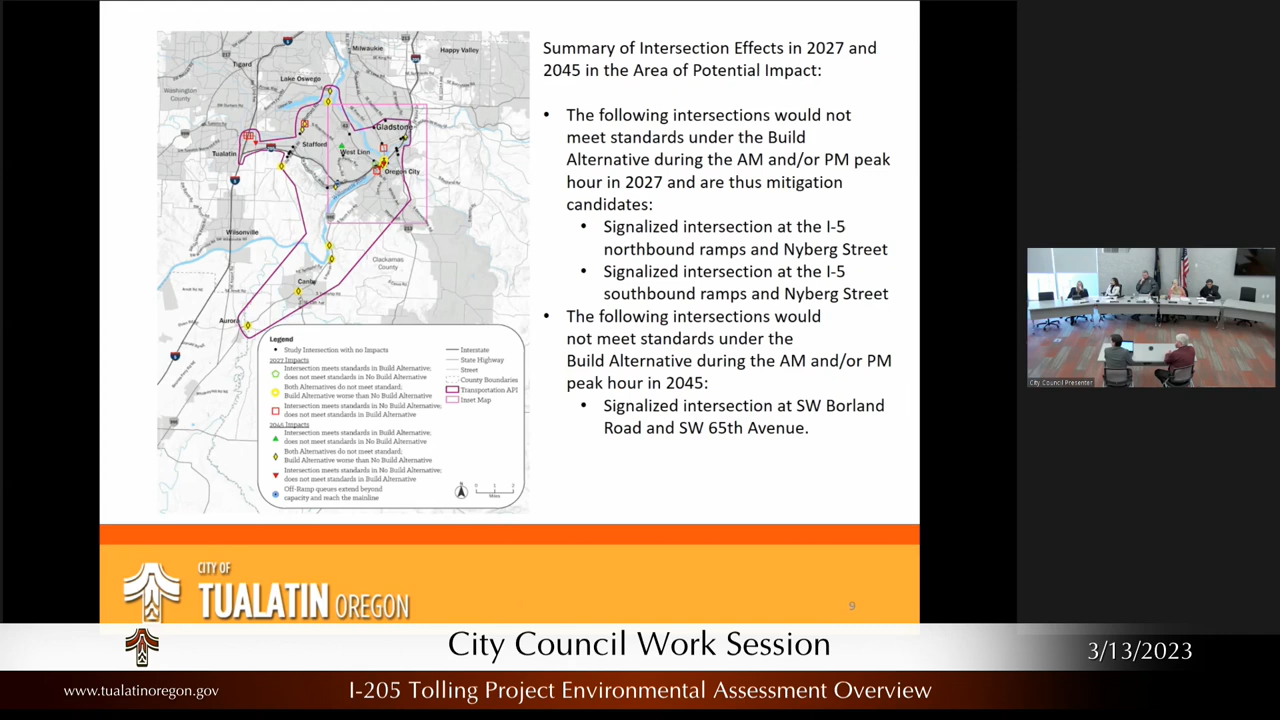 Summary of Intersection Effects in 2027 and
2045 in the Area of Potential Impact:
• The following intersections would not
meet standards under the Build
Alternative during the AM and/or PM peak
hour in 2027 and are thus mitigation
candidates:
• Signalized intersection at the I-5
northbound ramps and Nyberg Street
• Signalized intersection at the I-5
southbound ramps and Nyberg Street
• The following intersections would
not meet standards under the
Build Alternative during the AM and/or PM
peak hour in 2045:
• Signalized intersection at SW Borland
Road and SW 65th Avenue.
Milwaukie
Happy Valley
Tigard
Lake Oswego
Washington
County
Gladstone
Tualatin
Stafford
West Linn
Oregon City
Wilsonville
Clackamas
County
Canby
Aurora
Legend
Study Intersection with no Impacts
2027 Impacts
Intersection meets standards in Build Alternative;
does not meet standards in No Build Alternative
Both Alternatives do not meet standard;
Build Alternative worse than No Build Alternative
Intersection meets standards in No Build Alternative;
does not meet standards in Build Alternative
2045 Impacts
Intersection meets standards in Build Alternative;
does not meet standards in No Build Alternative
Both Alternatives do not meet standard;
Build Alternative worse than No Build Alternative
Intersection meets standards in No Build Alternative;
does not meet standards in Build Alternative
Off-Ramp queues extend beyond
capacity and reach the mainline
Interstate
State Highway
Street
County Boundaries
Transportation API
Inset Map
N
0 1 2
Miles
CITY OF
TUALATIN OREGON
9
City Council Presenter
City Council Work Session
3/13/2023
www.tualatinoregon.gov
I-205 Tolling Project Environmental Assessment Overview